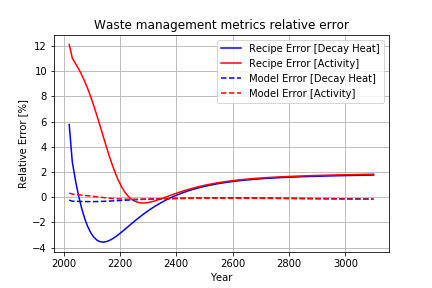 Waste management metrics relative error
Recipe Error [Decay Heat]
Recipe Error [Activity]
Model Error [Decay Heat]
Model Error [Activity]
Relative Error [%]
12
10
8
6
4
2
0
−2
−4
2000 2200 2400 2600 2800 3000
Year